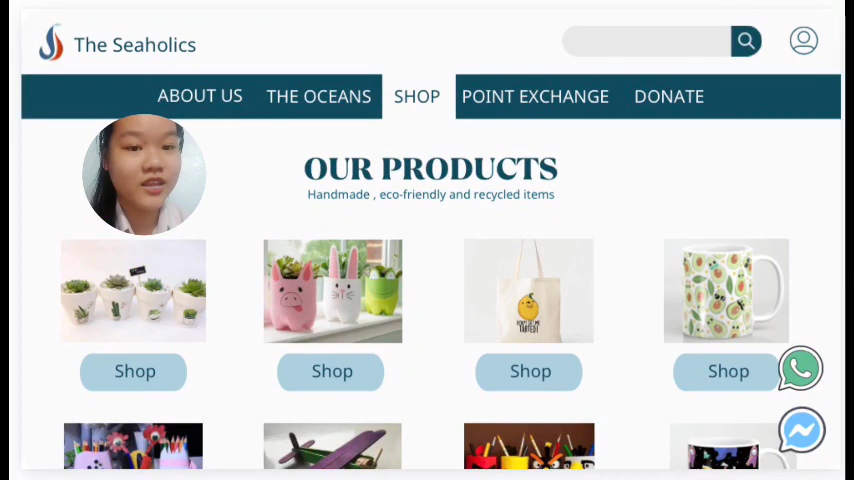 The Seaholics
ABOUT US THE OCEANS SHOP POINT EXCHANGE DONATE
OUR PRODUCTS
Handmade , eco-friendly and recycled items
Shop Shop Shop Shop